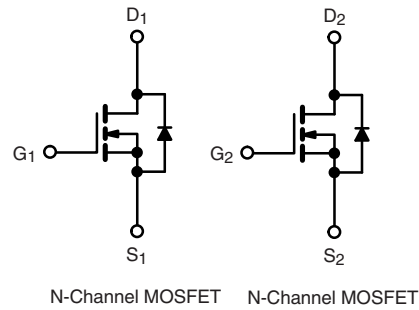 D1 D2
G1 G2
S1 S2
N-Channel MOSFET N-Channel MOSFET